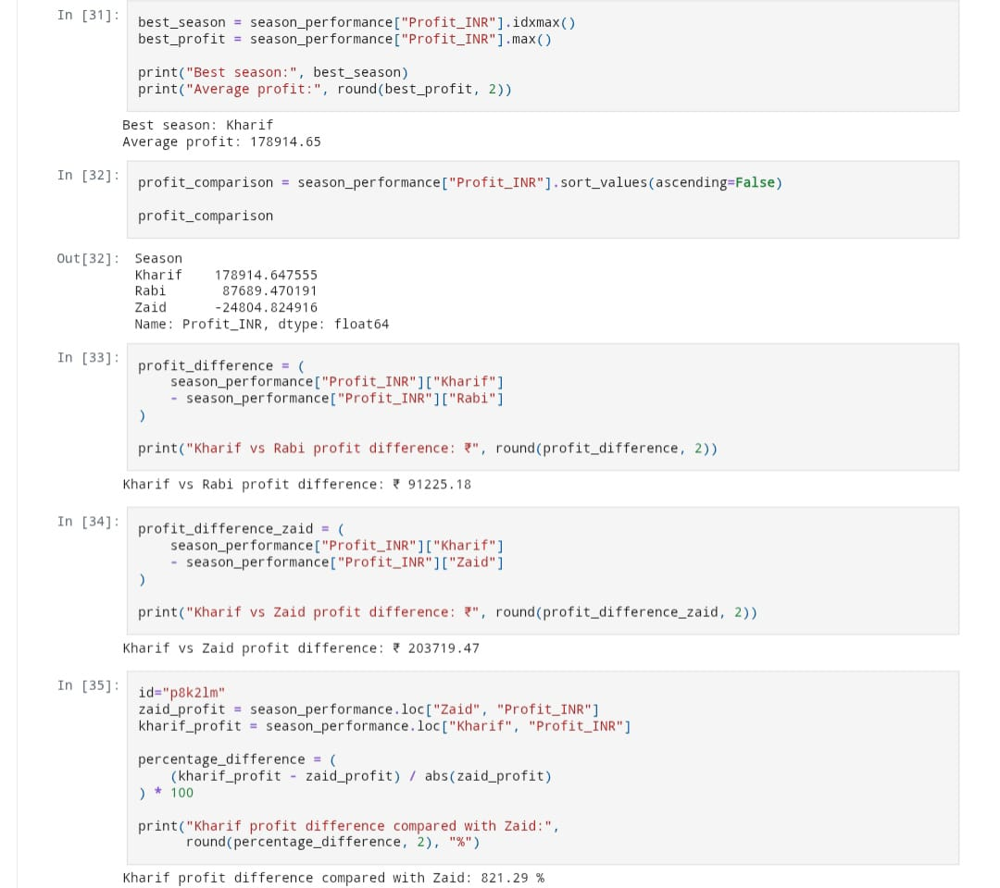 In [31]:
best_season = season_performance["Profit_INR"].idxmax()
best_profit = season_performance["Profit_INR"].max()
print("Best season:", best_season)
print("Average profit:", round(best_profit, 2))
Best season: Kharif
Average profit: 178914.65
In [32]:
profit_comparison = season_performance["Profit_INR"].sort_values(ascending=False)
profit_comparison
Out[32]:
Season
Kharif    178914.647555
Rabi       87689.470191
Zaid      -24804.824916
Name: Profit_INR, dtype: float64
In [33]:
profit_difference = (
    season_performance["Profit_INR"]["Kharif"]
    - season_performance["Profit_INR"]["Rabi"]
)
print("Kharif vs Rabi profit difference: ₹", round(profit_difference, 2))
Kharif vs Rabi profit difference: ₹ 91225.18
In [34]:
profit_difference_zaid = (
    season_performance["Profit_INR"]["Kharif"]
    - season_performance["Profit_INR"]["Zaid"]
)
print("Kharif vs Zaid profit difference: ₹", round(profit_difference_zaid, 2))
Kharif vs Zaid profit difference: ₹ 203719.47
In [35]:
id="p8k2lm"
zaid_profit = season_performance.loc["Zaid", "Profit_INR"]
kharif_profit = season_performance.loc["Kharif", "Profit_INR"]
percentage_difference = (
    (kharif_profit - zaid_profit) / abs(zaid_profit)
) * 100
print("Kharif profit difference compared with Zaid:",
      round(percentage_difference, 2), "%")
Kharif profit difference compared with Zaid: 821.29 %